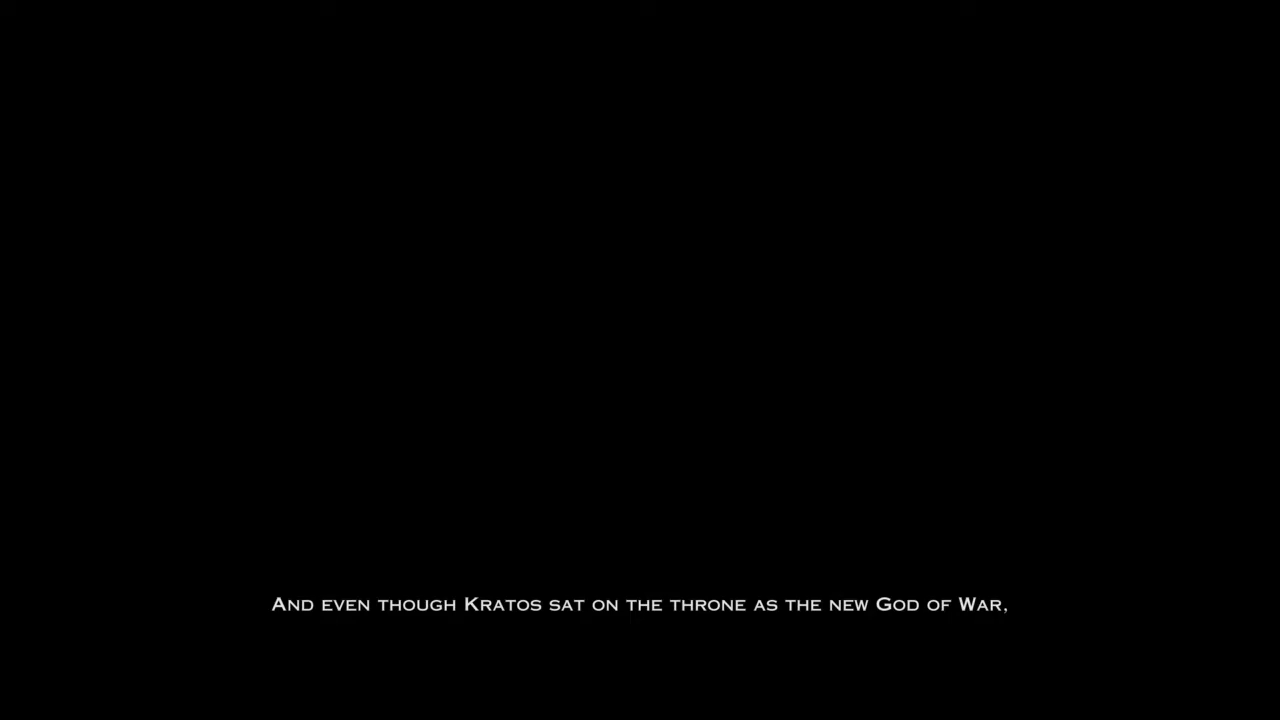 And even though Kratos sat on the throne as the new God of War,